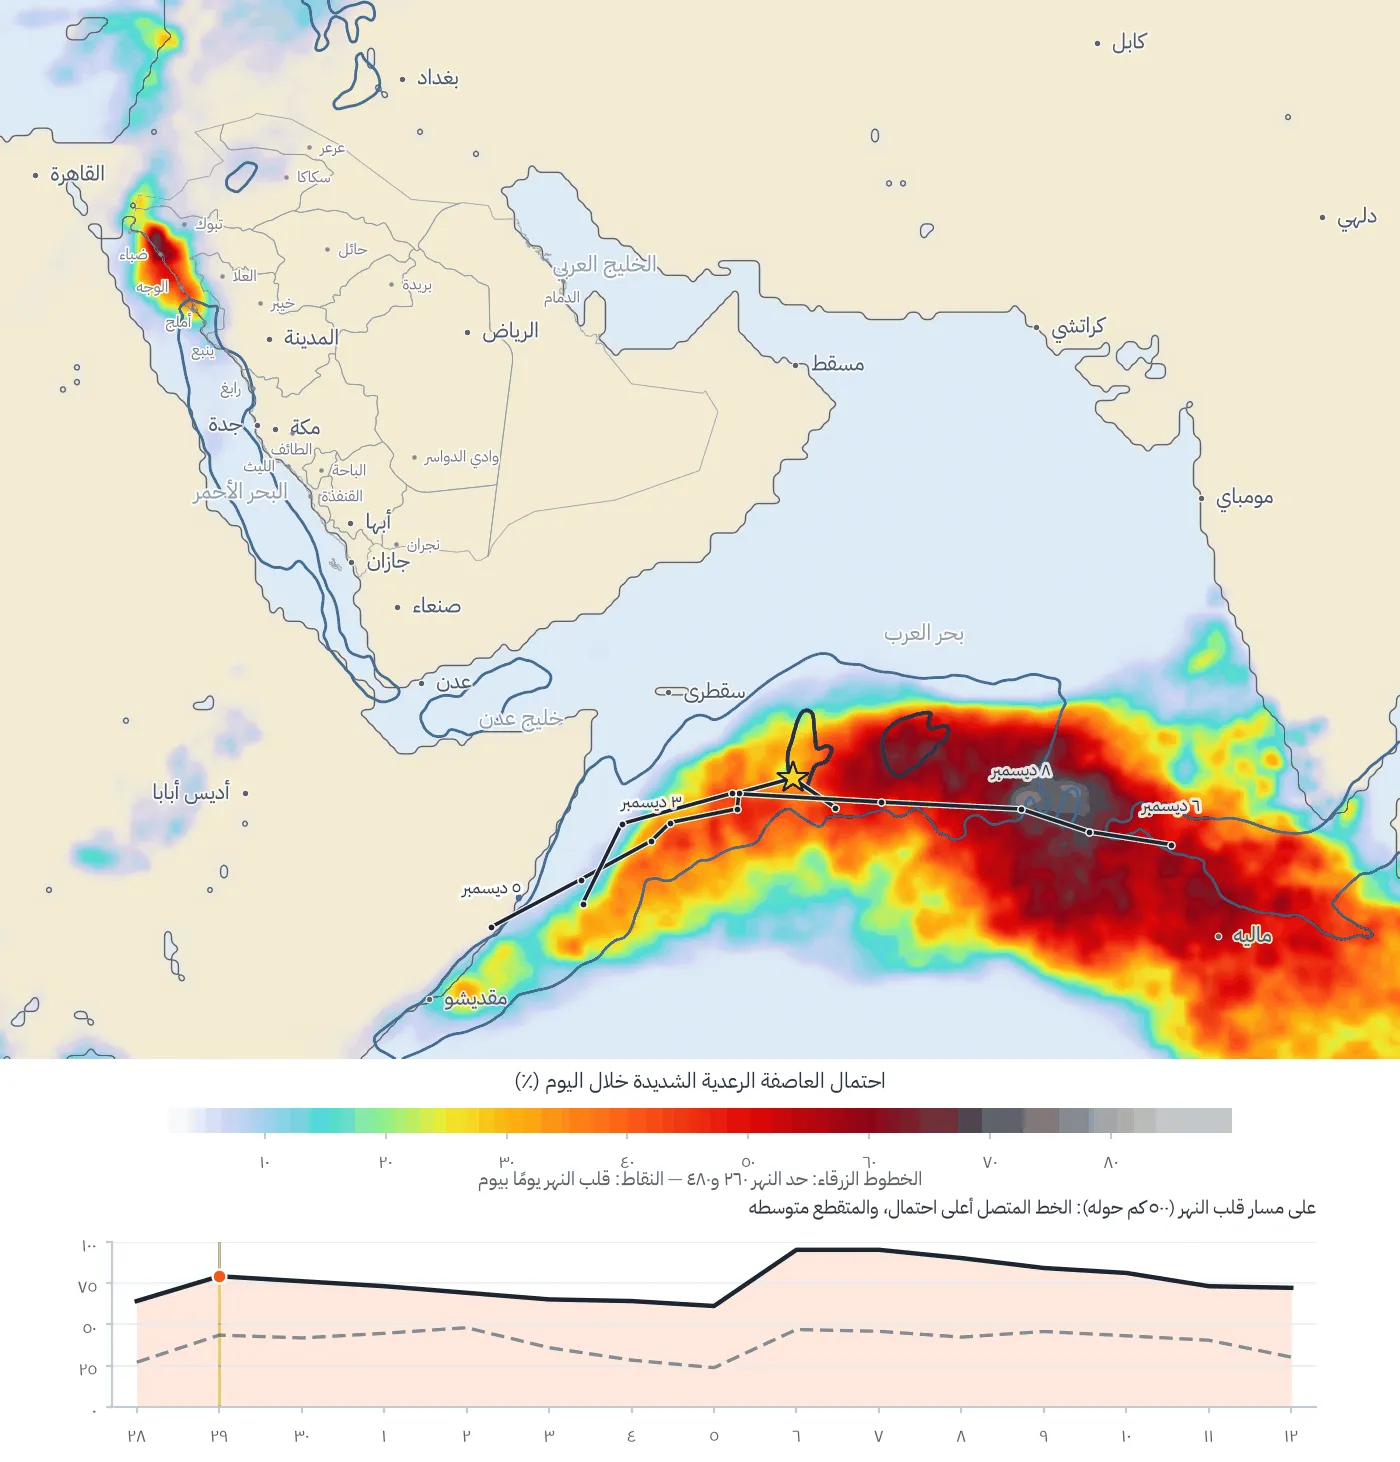 كابل
بغداد
عرعر
القاهرة
سكاكا
دلهي
تبوك
ضباء
حائل
الخليج العربي
العلا
الوجه
بريدة
الدمام
خيبر
أملج
كراتشي
الرياض
المدينة
ينبع
مسقط
رابغ
جدة
مكة
الطائف
وادي الدواسر
الليث
الباحة
البحر الأحمر
القنفذة
مومباي
أبها
نجران
جازان
صنعاء
بحر العرب
عدن
سقطرى
خليج عدن
٨ ديسمبر
أديس أبابا
٣ ديسمبر
٦ ديسمبر
٥ ديسمبر
ماليه
مقديشو
احتمال العاصفة الرعدية الشديدة خلال اليوم (٪)
١٠ ٢٠ ٣٠ ٤٠ ٥٠ ٦٠ ٧٠ ٨٠
الخطوط الزرقاء: حد النهر ٢٦٠ و٤٨٠ — النقاط: قلب النهر يومًا بيوم
على مسار قلب النهر (٥٠٠ كم حوله): الخط المتصل أعلى احتمال، والمتقطع متوسطه
١٠٠
٧٥
٥٠
٢٥
٠
٢٨ ٢٩ ٣٠ ١ ٢ ٣ ٤ ٥ ٦ ٧ ٨ ٩ ١٠ ١١ ١٢